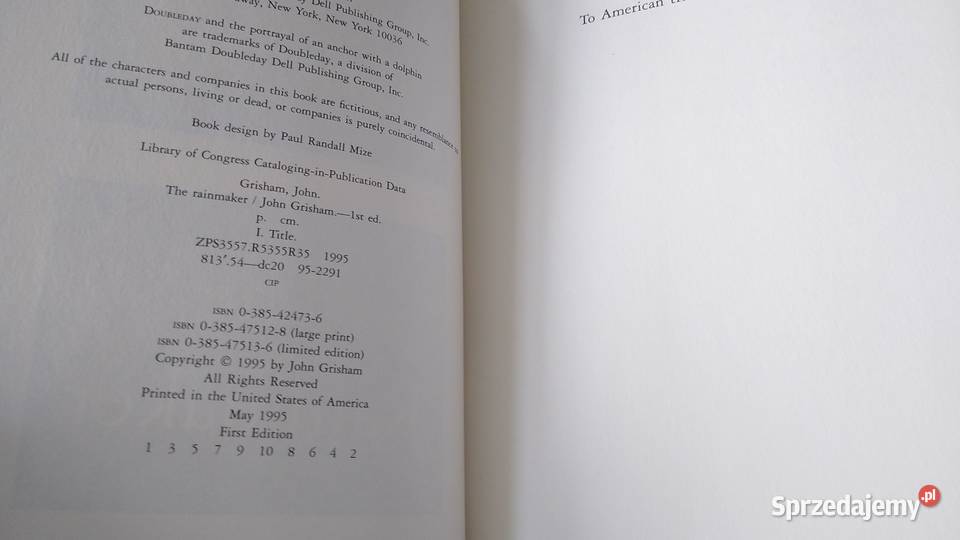 by Dell Publishing Group, Inc.
New York, New York 10036
DOUBLEDAY and the portrayal of an anchor with a dolphin
are trademarks of Doubleday, a division of
Bantam Doubleday Dell Publishing Group, Inc.
All of the characters and companies in this book are fictitious, and any resemblance to
actual persons, living or dead, or companies is purely coincidental.
Book design by Paul Randall Mize
Library of Congress Cataloging-in-Publication Data
Grisham, John.
The rainmaker / John Grisham.—1st ed.
p. cm.
I. Title.
ZPS3557.R5355R35 1995
813′.54—dc20 95-2291
CIP
ISBN 0-385-42473-6
ISBN 0-385-47512-8 (large print)
ISBN 0-385-47513-6 (limited edition)
Copyright © 1995 by John Grisham
All Rights Reserved
Printed in the United States of America
May 1995
First Edition
1 3 5 7 9 10 8 6 4 2
To American
Sprzedajemy.pl